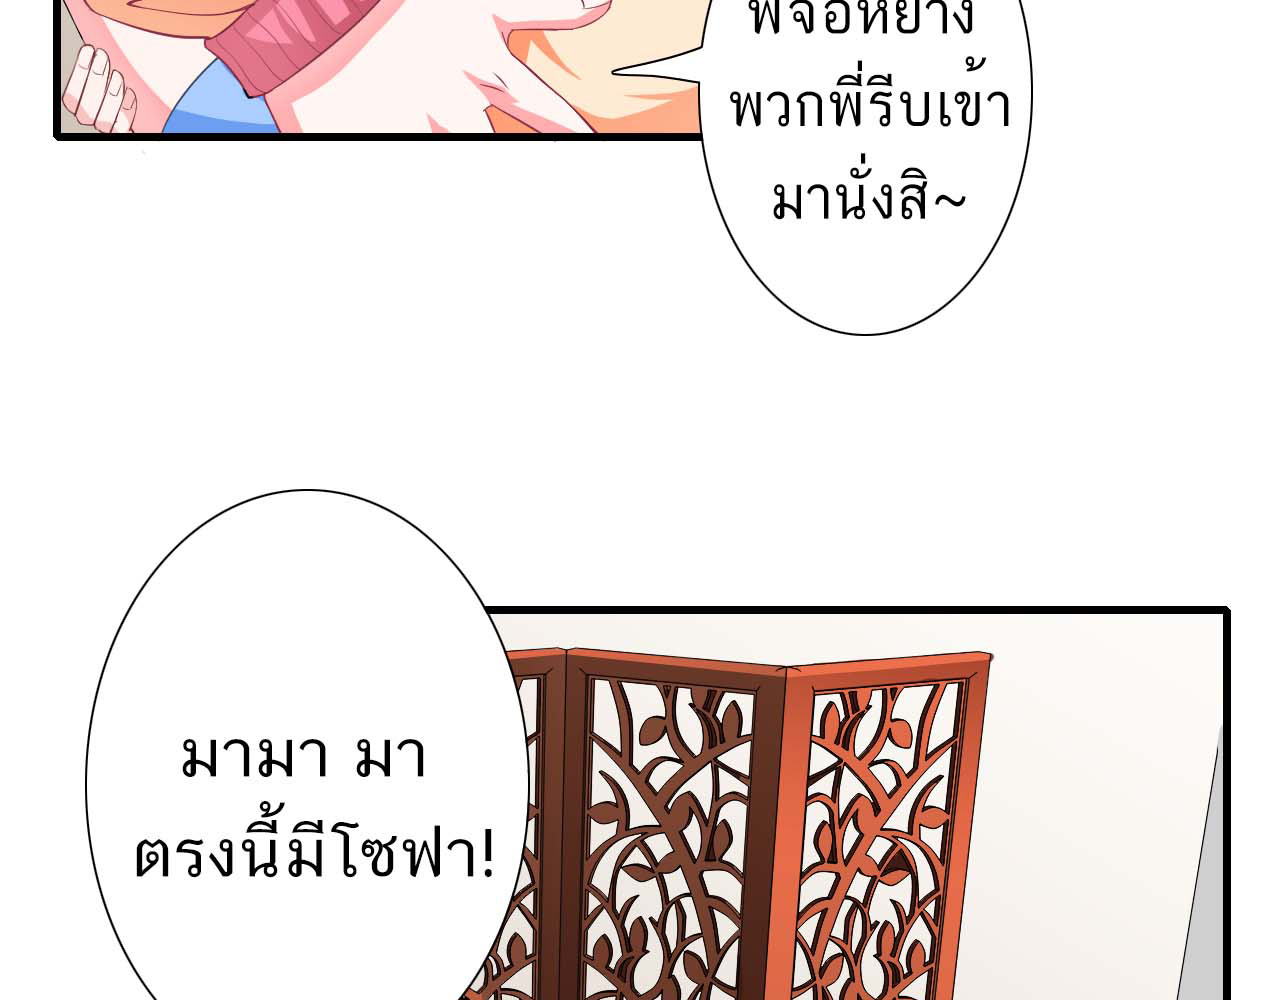 พี่จื่อหยาง
พวกพี่รีบเข้า
มานั่งสิ~
มามา มา
ตรงนี้มีโซฟา!